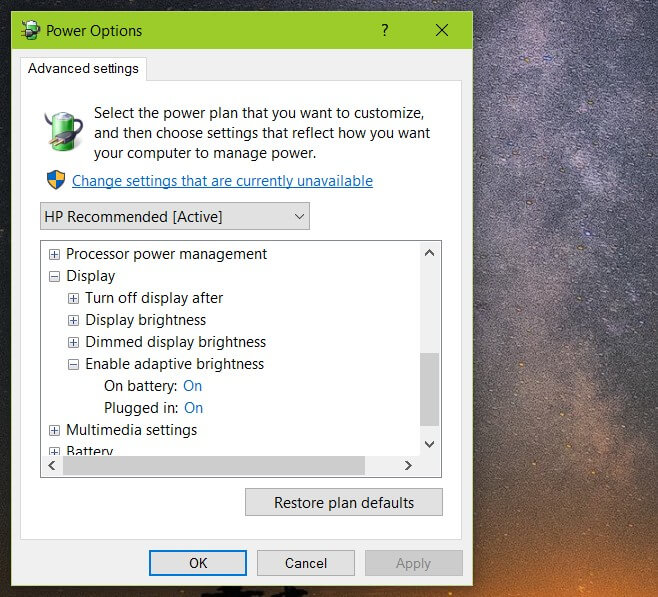 Power Options
?
Advanced settings
Select the power plan that you want to customize,
and then choose settings that reflect how you want
your computer to manage power.
Change settings that are currently unavailable
HP Recommended [Active]
Processor power management
Display
Turn off display after
Display brightness
Dimmed display brightness
Enable adaptive brightness
On battery: On
Plugged in: On
Multimedia settings
Battery
Restore plan defaults
OK Cancel Apply